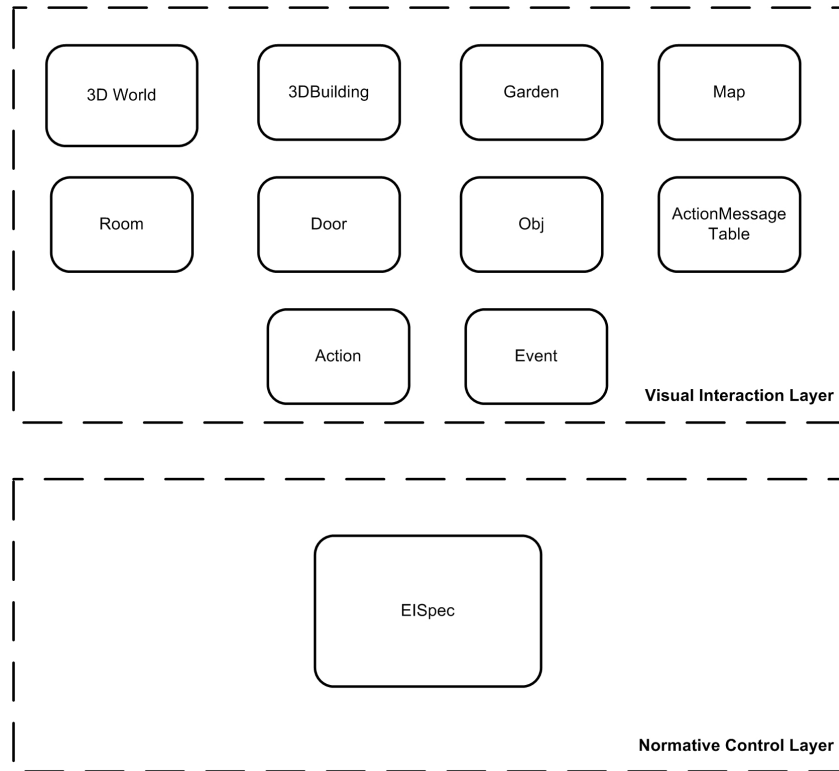 3D World
3DBuilding
Garden
Map
Room
Door
Obj
ActionMessage
Table
Action
Event
Visual Interaction Layer
EISpec
Normative Control Layer